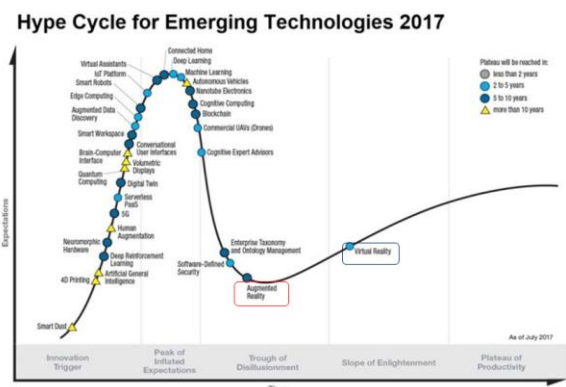 Hype Cycle for Emerging Technologies 2017
Connected Home
Deep Learning
Virtual Assistants
Machine Learning
IoT Platform
Autonomous Vehicles
Smart Robots
Nanotube Electronics
Edge Computing
Cognitive Computing
Blockchain
Augmented Data
Discovery
Commercial UAVs (Drones)
Smart Workspace
Conversational
User Interfaces
Cognitive Expert Advisors
Brain-Computer
Interface
Volumetric
Displays
Quantum
Computing
Digital Twin
Serverless
PaaS
5G
Human
Augmentation
Neuromorphic
Hardware
Deep Reinforcement
Learning
Artificial General
Intelligence
4D Printing
Smart Dust
Enterprise Taxonomy
and Ontology Management
Software-Defined
Security
Augmented
Reality
Virtual Reality
Plateau will be reached in:
less than 2 years
2 to 5 years
5 to 10 years
more than 10 years
Expectations
As of July 2017
Innovation
Trigger
Peak of
Inflated
Expectations
Trough of
Disillusionment
Slope of Enlightenment
Plateau of
Productivity